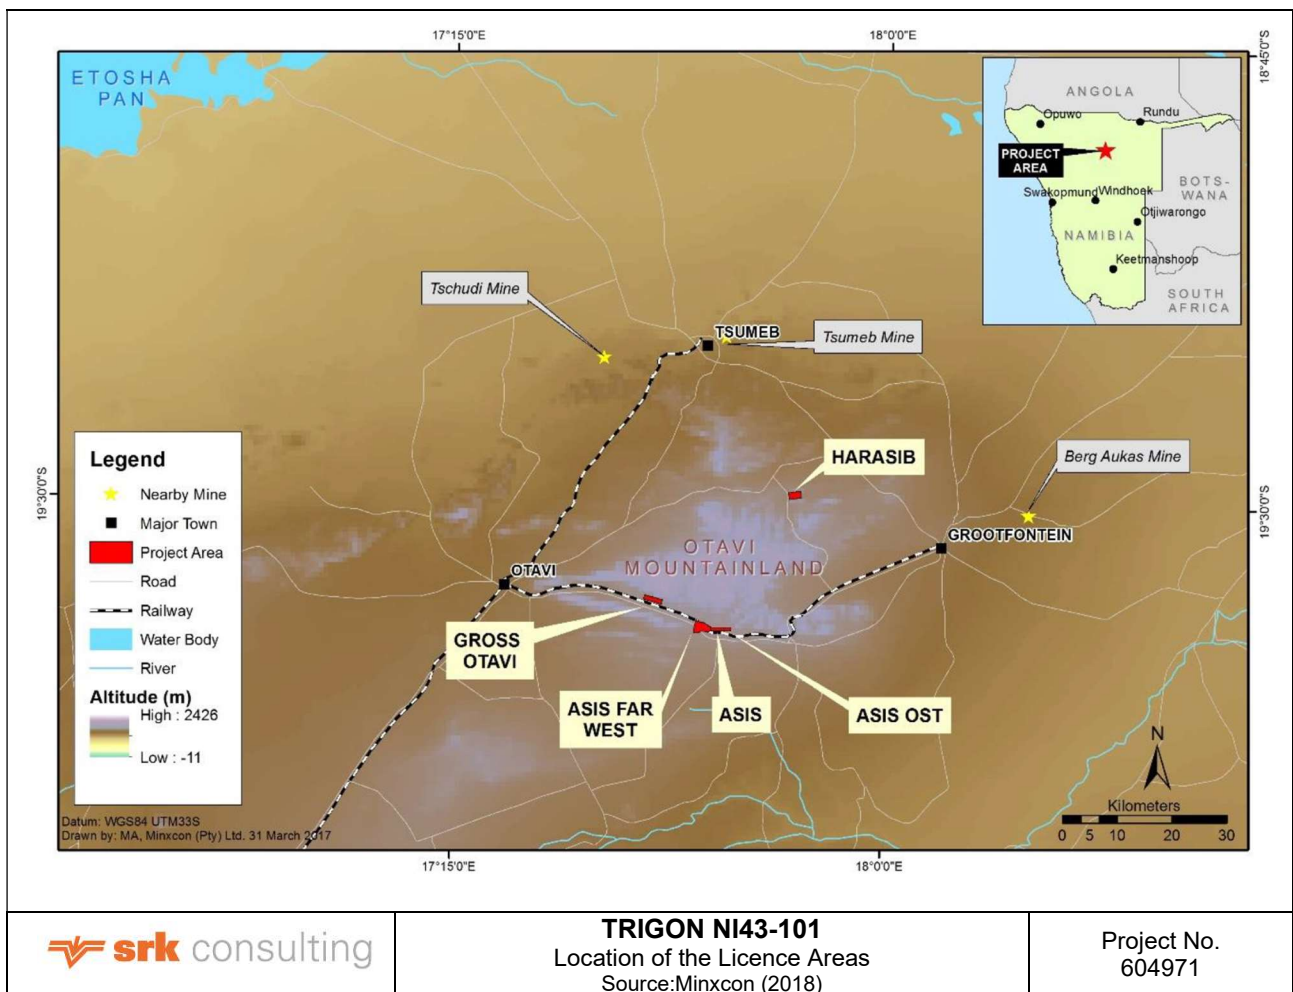 17°15'0"E
18°0'0"E
18°45'0"S
ETOSHA
PAN
ANGOLA
Opuwo
Rundu
PROJECT
AREA
BOTS-
WANA
Swakopmund
Windhoek
Otjiwarongo
NAMIBIA
Keetmanshoop
SOUTH
AFRICA
Tschudi Mine
TSUMEB
Tsumeb Mine
HARASIB
Berg Aukas Mine
19°30'0"S
19°30'0"S
GROOTFONTEIN
OTAVI
MOUNTAINLAND
OTAVI
GROSS
OTAVI
ASIS FAR
WEST
ASIS
ASIS OST
Legend
Nearby Mine
Major Town
Project Area
Road
Railway
Water Body
River
Altitude (m)
High : 2426
Low : -11
N
Kilometers
0 5 10 20 30
Datum: WGS84 UTM33S
Drawn by: MA, Minxcon (Pty) Ltd. 31 March 2017
17°15'0"E
18°0'0"E
srk consulting
TRIGON NI43-101
Location of the Licence Areas
Source:Minxcon (2018)
Project No.
604971